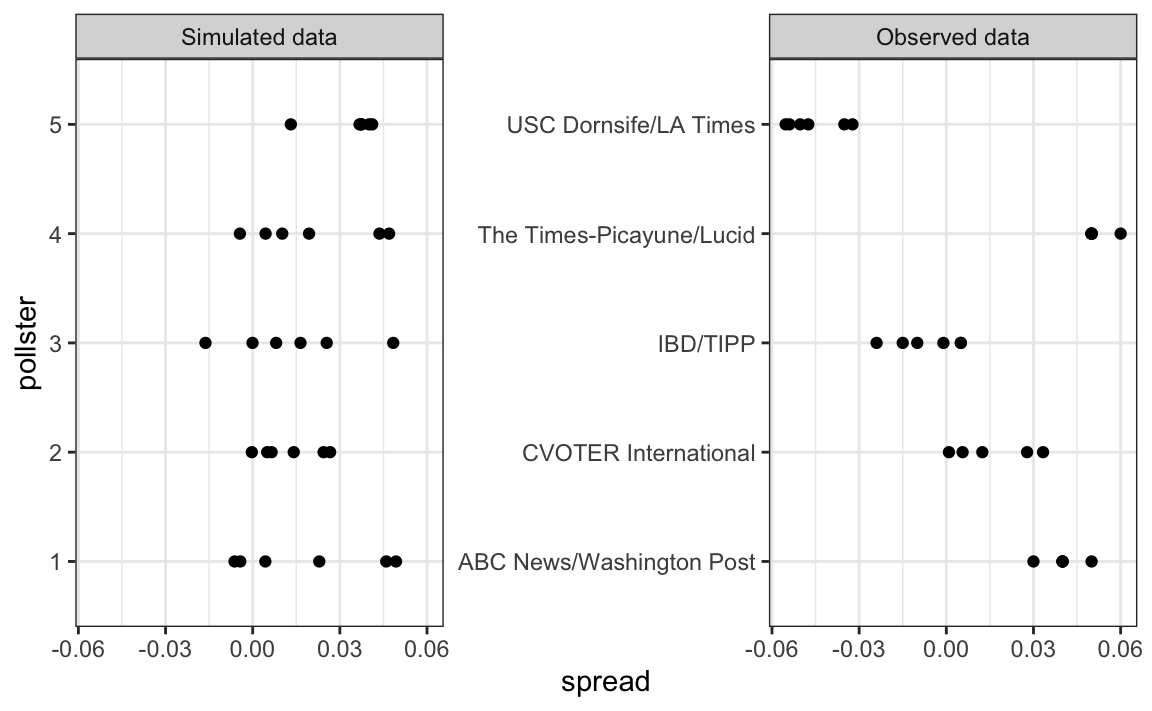 Simulated data
Observed data
pollster
5
4
3
2
1
USC Dornsife/LA Times
The Times-Picayune/Lucid
IBD/TIPP
CVOTER International
ABC News/Washington Post
-0.06 -0.03 0.00 0.03 0.06
-0.06 -0.03 0.00 0.03 0.06
spread